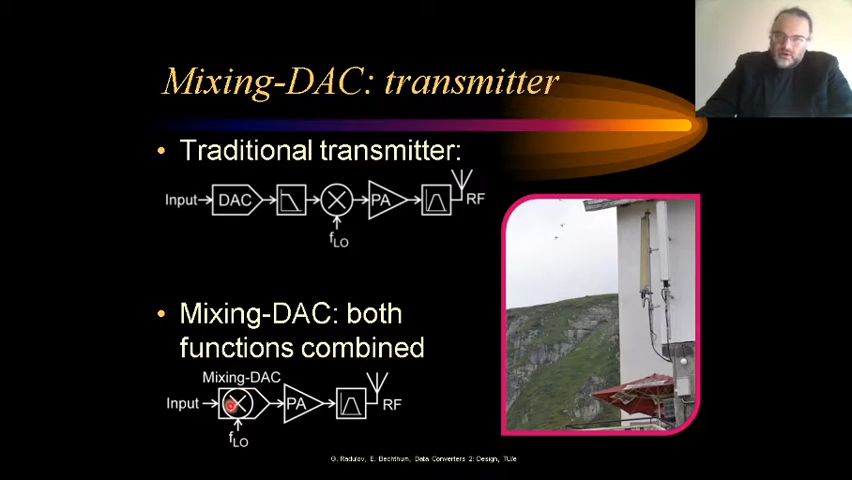 Mixing-DAC: transmitter
• Traditional transmitter:
Input DAC PA RF
fLO
• Mixing-DAC: both
functions combined
Mixing-DAC
Input PA RF
fLO
G. Radulov, E. Bechthum, Data Converters 2: Design, TU/e